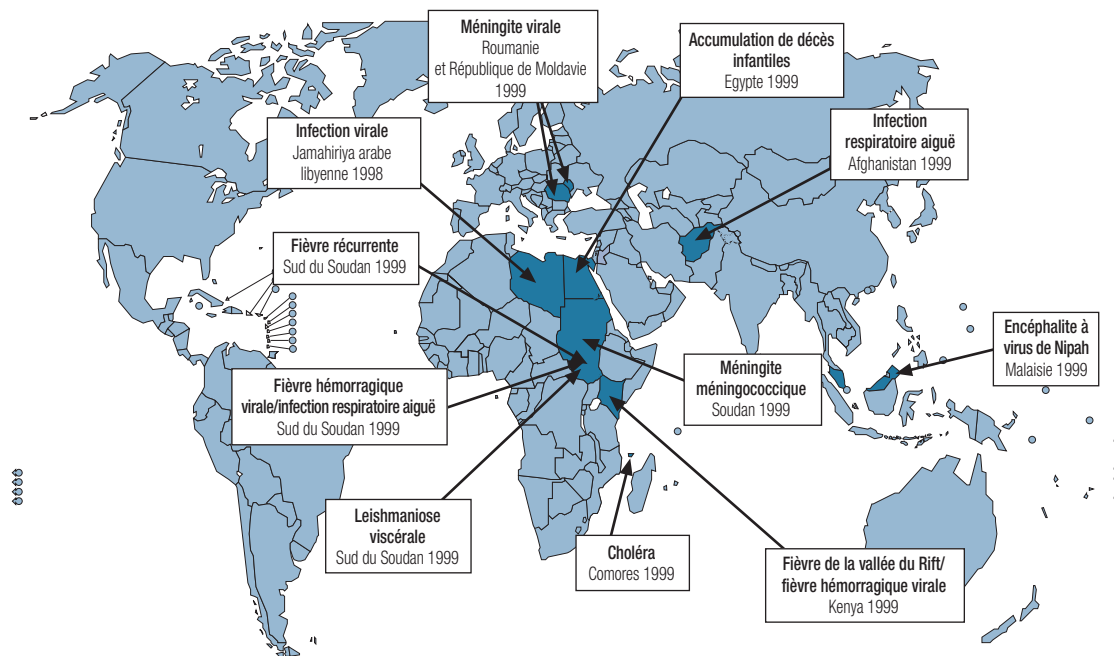 Méningite virale
Roumanie
et République de Moldavie
1999
Accumulation de décès
infantiles
Egypte 1999
Infection virale
Jamahiriya arabe
libyenne 1998
Infection
respiratoire aiguë
Afghanistan 1999
Fièvre récurrente
Sud du Soudan 1999
Encéphalite à
virus de Nipah
Malaisie 1999
Fièvre hémorragique
virale/infection respiratoire aiguë
Sud du Soudan 1999
Méningite
méningococcique
Soudan 1999
Leishmaniose
viscérale
Sud du Soudan 1999
Choléra
Comores 1999
Fièvre de la vallée du Rift/
fièvre hémorragique virale
Kenya 1999